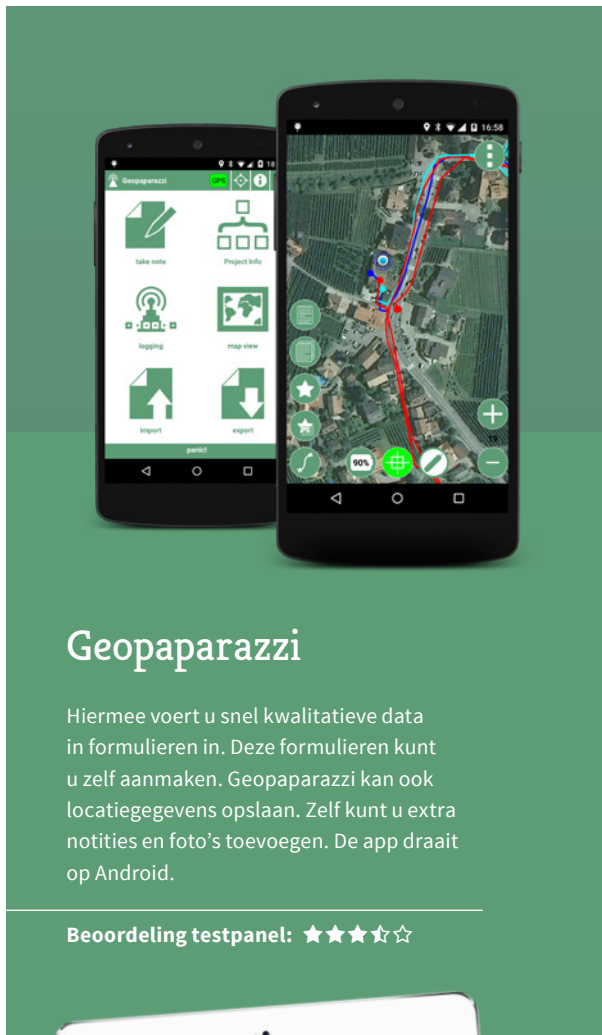 16:58
18
Geopaparazzi
GPS
take note
Project Info
logging
map view
import
export
panic!
90%
19
Geopaparazzi
Hiermee voert u snel kwalitatieve data
in formulieren in. Deze formulieren kunt
u zelf aanmaken. Geopaparazzi kan ook
locatiegegevens opslaan. Zelf kunt u extra
notities en foto’s toevoegen. De app draait
op Android.
Beoordeling testpanel: